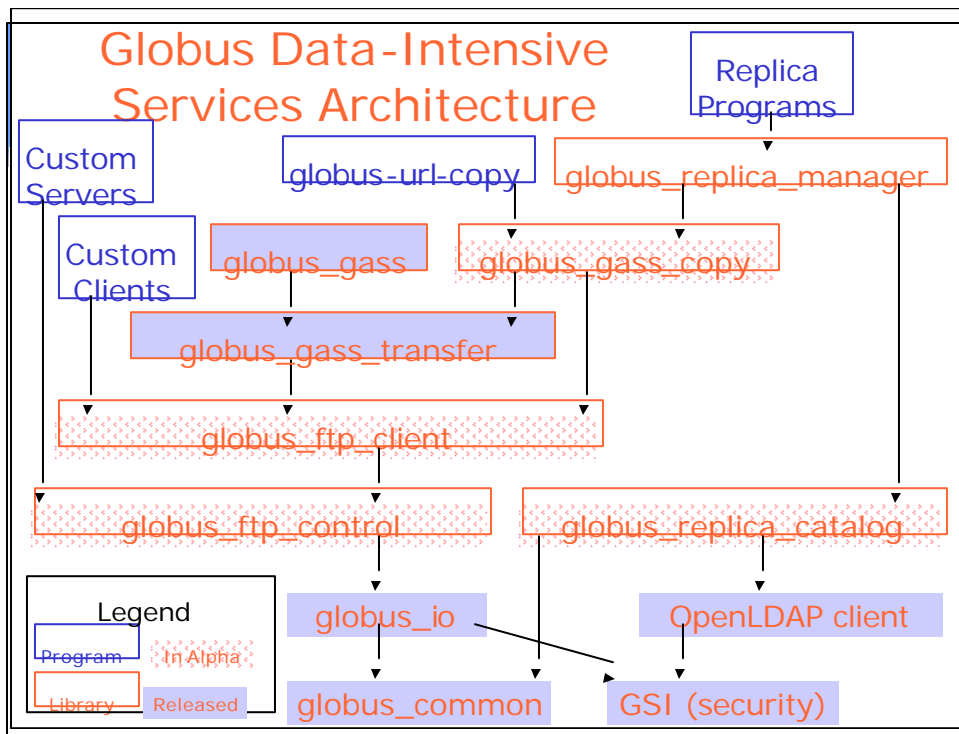 Globus Data-Intensive
Services Architecture
Replica
Programs
Custom
Servers
globus-url-copy
globus_replica_manager
Custom
Clients
globus_gass
globus_gass_copy
globus_gass_transfer
globus_ftp_client
globus_ftp_control
globus_replica_catalog
Legend
Program
In Alpha
Library
Released
globus_io
OpenLDAP client
globus_common
GSI (security)